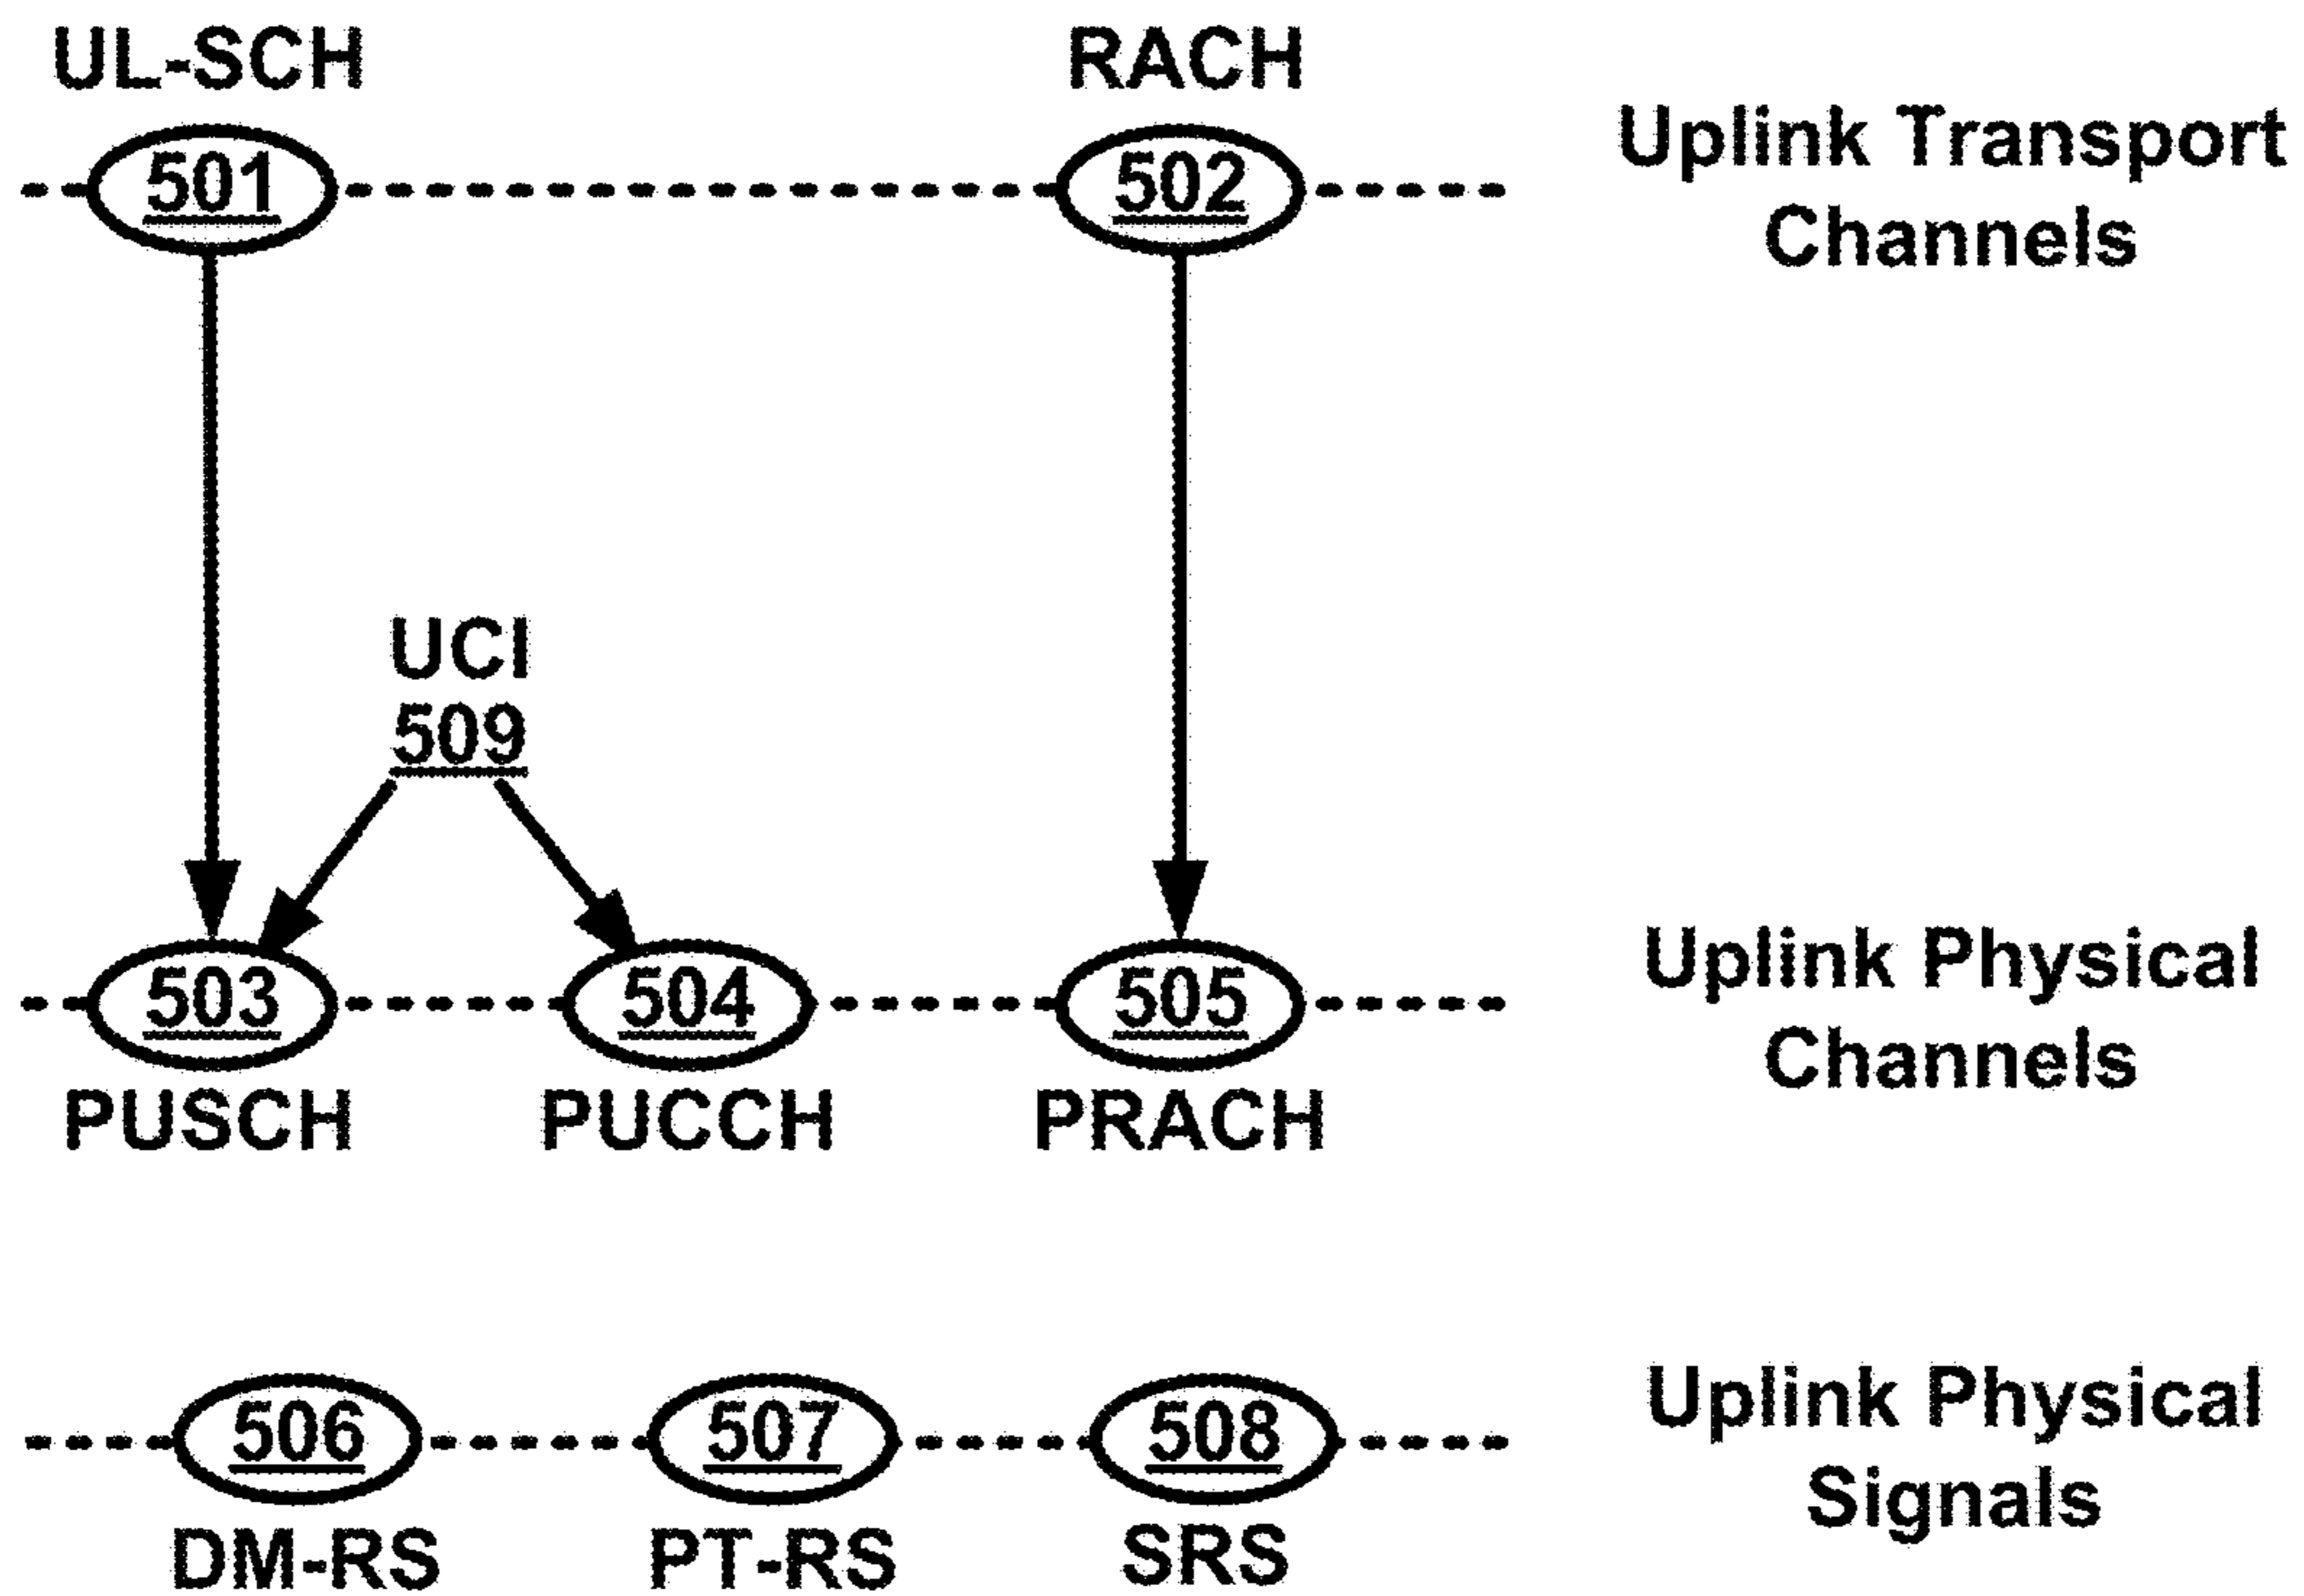 UL-SCH
RACH
501
502
Uplink Transport
Channels
UCI
509
503
504
505
Uplink Physical
Channels
PUSCH
PUCCH
PRACH
506
507
508
Uplink Physical
Signals
DM-RS
PT-RS
SRS